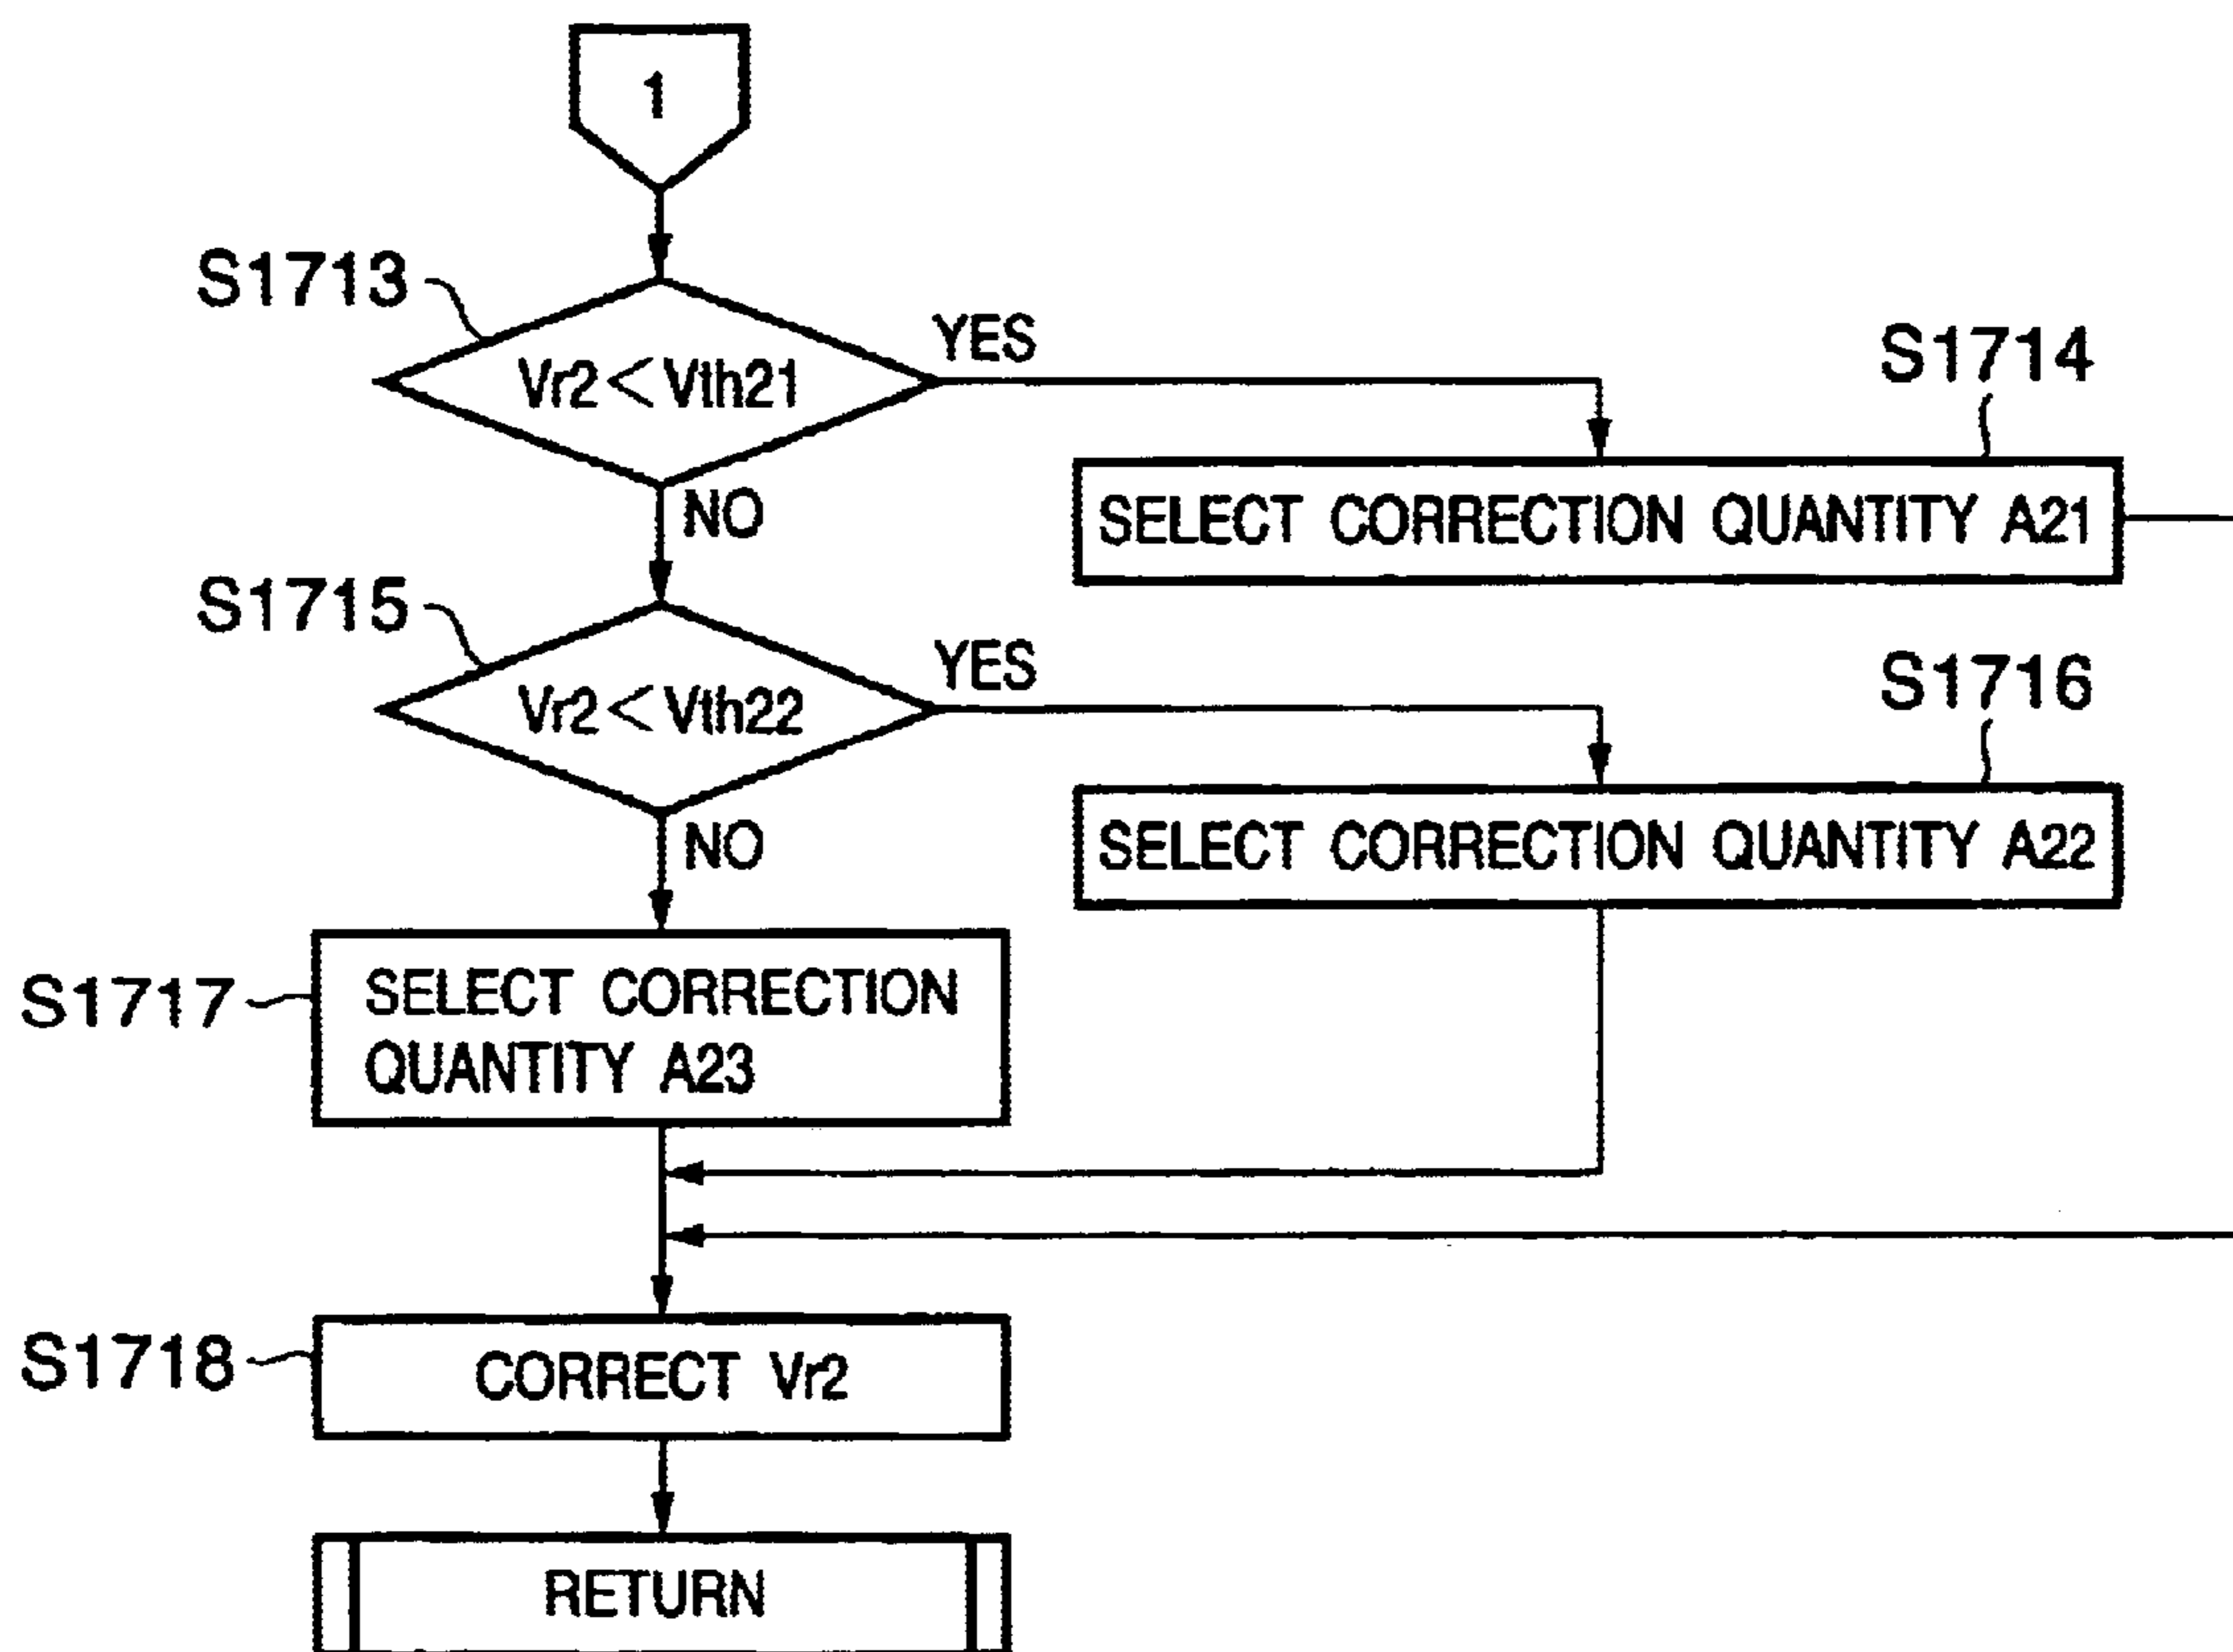 1
S1713
Vr2<Vth21
YES
S1714
SELECT CORRECTION QUANTITY A21
NO
S1715
Vr2<Vth22
YES
S1716
SELECT CORRECTION QUANTITY A22
NO
S1717
SELECT CORRECTION
QUANTITY A23
S1718
CORRECT Vr2
RETURN